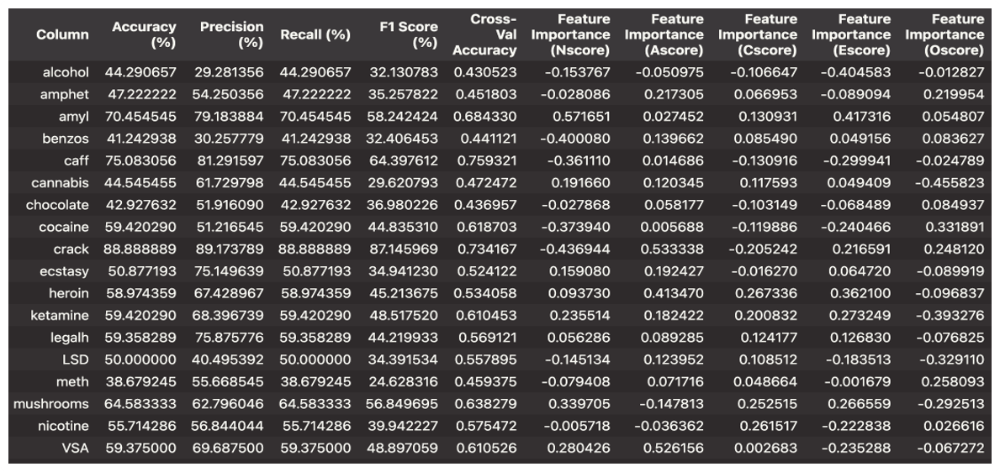 Column Accuracy (%) Precision (%) Recall (%) F1 Score (%) Cross-Val Accuracy Feature Importance (Nscore) Feature Importance (Ascore) Feature Importance (Cscore) Feature Importance (Escore) Feature Importance (Oscore)
alcohol 44.290657 29.281356 44.290657 32.130783 0.430523 -0.153767 -0.050975 -0.106647 -0.404583 -0.012827
amphet 47.222222 54.250356 47.222222 35.257822 0.451803 -0.028086 0.217305 0.066953 -0.089094 0.219954
amyl 70.454545 79.183884 70.454545 58.242424 0.684330 0.571651 0.027452 0.130931 0.417316 0.054807
benzos 41.242938 30.257779 41.242938 32.406453 0.441121 -0.400080 0.139662 0.085490 0.049156 0.083627
caff 75.083056 81.291597 75.083056 64.397612 0.759321 -0.361110 0.014686 -0.130916 -0.299941 -0.024789
cannabis 44.545455 61.729798 44.545455 29.620793 0.472472 0.191660 0.120345 0.117593 0.049409 -0.455823
chocolate 42.927632 51.916090 42.927632 36.980226 0.436957 -0.027868 0.058177 -0.103149 -0.068489 0.084937
cocaine 59.420290 51.216545 59.420290 44.835310 0.618703 -0.373940 0.005688 -0.119886 -0.240466 0.331891
crack 88.888889 89.173789 88.888889 87.145969 0.734167 -0.436944 0.533338 -0.205242 0.216591 0.248120
ecstasy 50.877193 75.149639 50.877193 34.941230 0.524122 0.159080 0.192427 -0.016270 0.064720 -0.089919
heroin 58.974359 67.428967 58.974359 45.213675 0.534058 0.093730 0.413470 0.267336 0.362100 -0.096837
ketamine 59.420290 68.396739 59.420290 48.517520 0.610453 0.235514 0.182422 0.200832 0.273249 -0.393276
legalh 59.358289 75.875776 59.358289 44.219933 0.569121 0.056286 0.089285 0.124177 0.126830 -0.076825
LSD 50.000000 40.495392 50.000000 34.391534 0.557895 -0.145134 0.123952 0.108512 -0.183513 -0.329110
meth 38.679245 55.668545 38.679245 24.628316 0.459375 -0.079408 0.071716 0.048664 -0.001679 0.258093
mushrooms 64.583333 62.796046 64.583333 56.849695 0.638279 0.339705 -0.147813 0.252515 0.266559 -0.292513
nicotine 55.714286 56.844044 55.714286 39.942227 0.575472 -0.005718 -0.036362 0.261517 -0.222838 0.026616
VSA 59.375000 69.687500 59.375000 48.897059 0.610526 0.280426 0.526156 0.002683 -0.235288 -0.067272